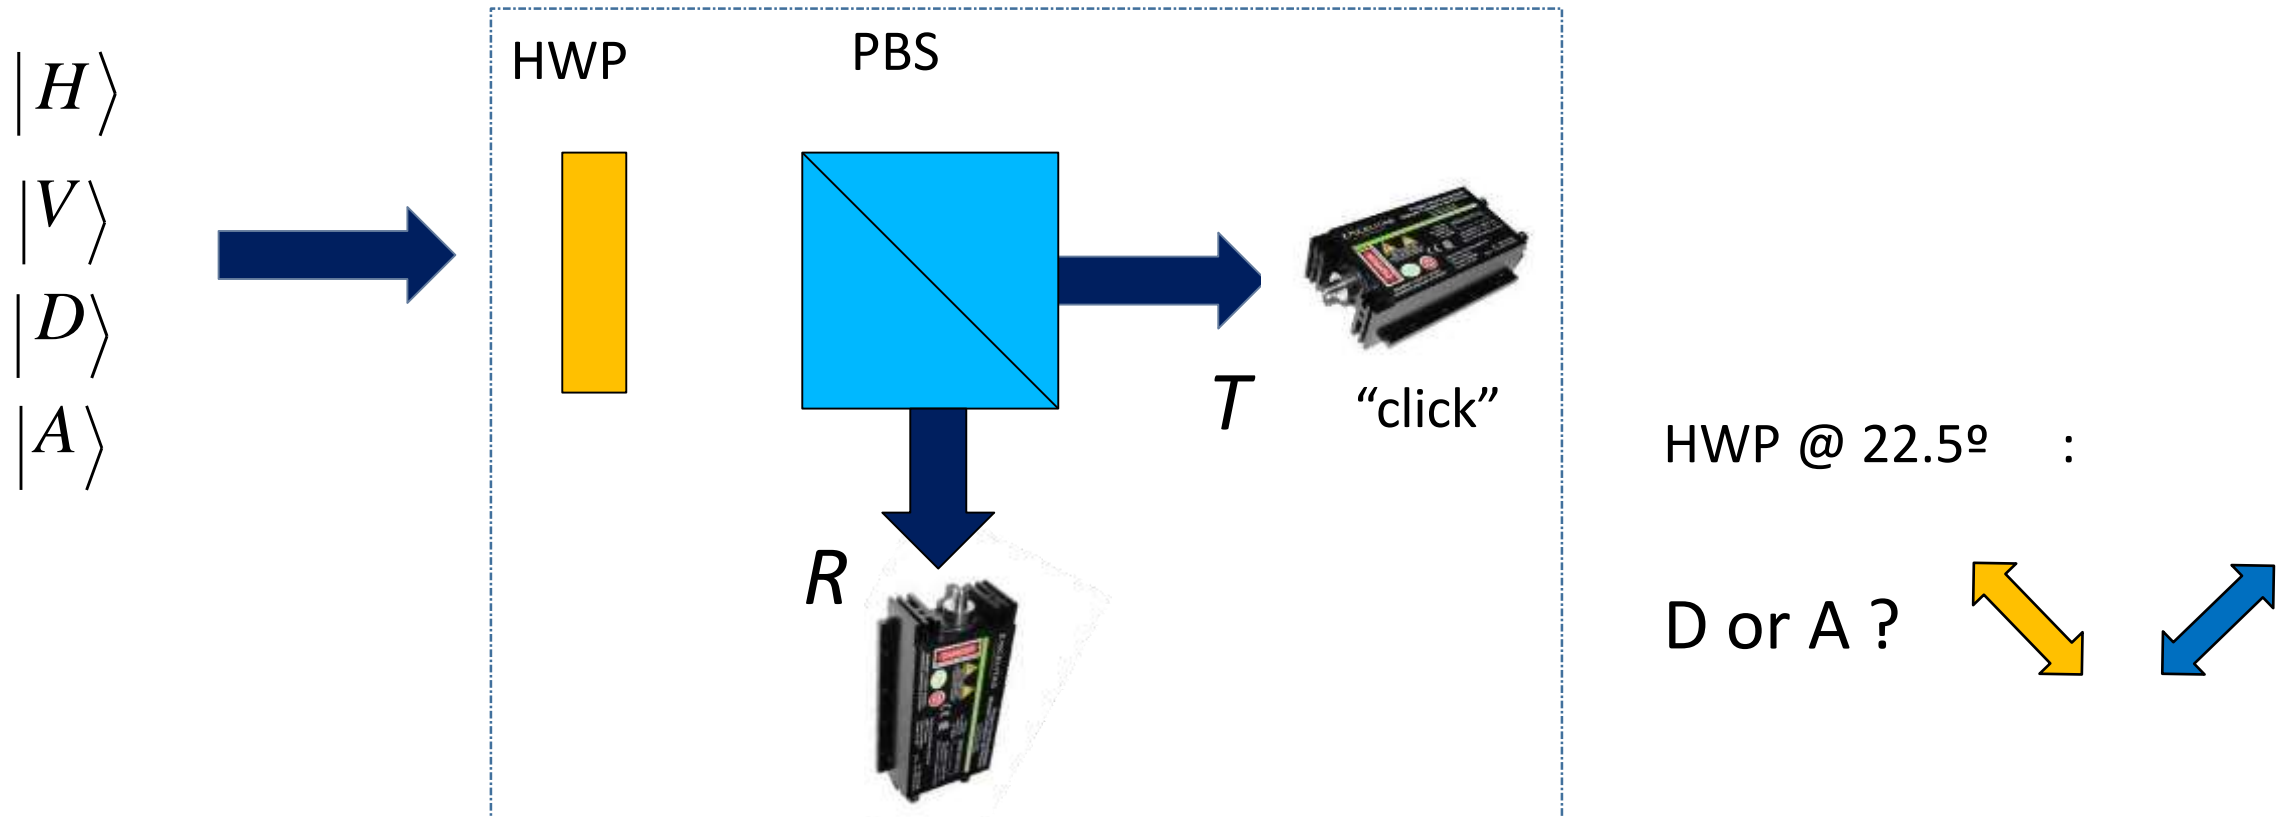 |H⟩
|V⟩
|D⟩
|A⟩
HWP
PBS
T
“click”
R
HWP @ 22.5º :
D or A ?